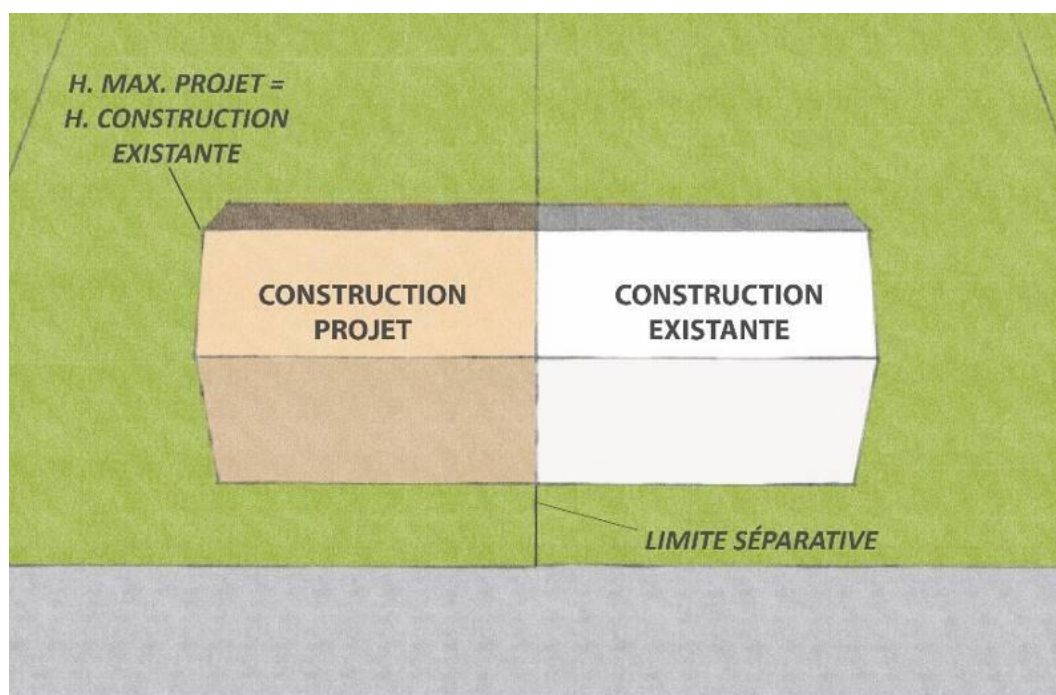 H. MAX. PROJET =
H. CONSTRUCTION
EXISTANTE
CONSTRUCTION
PROJET
CONSTRUCTION
EXISTANTE
LIMITE SÉPARATIVE